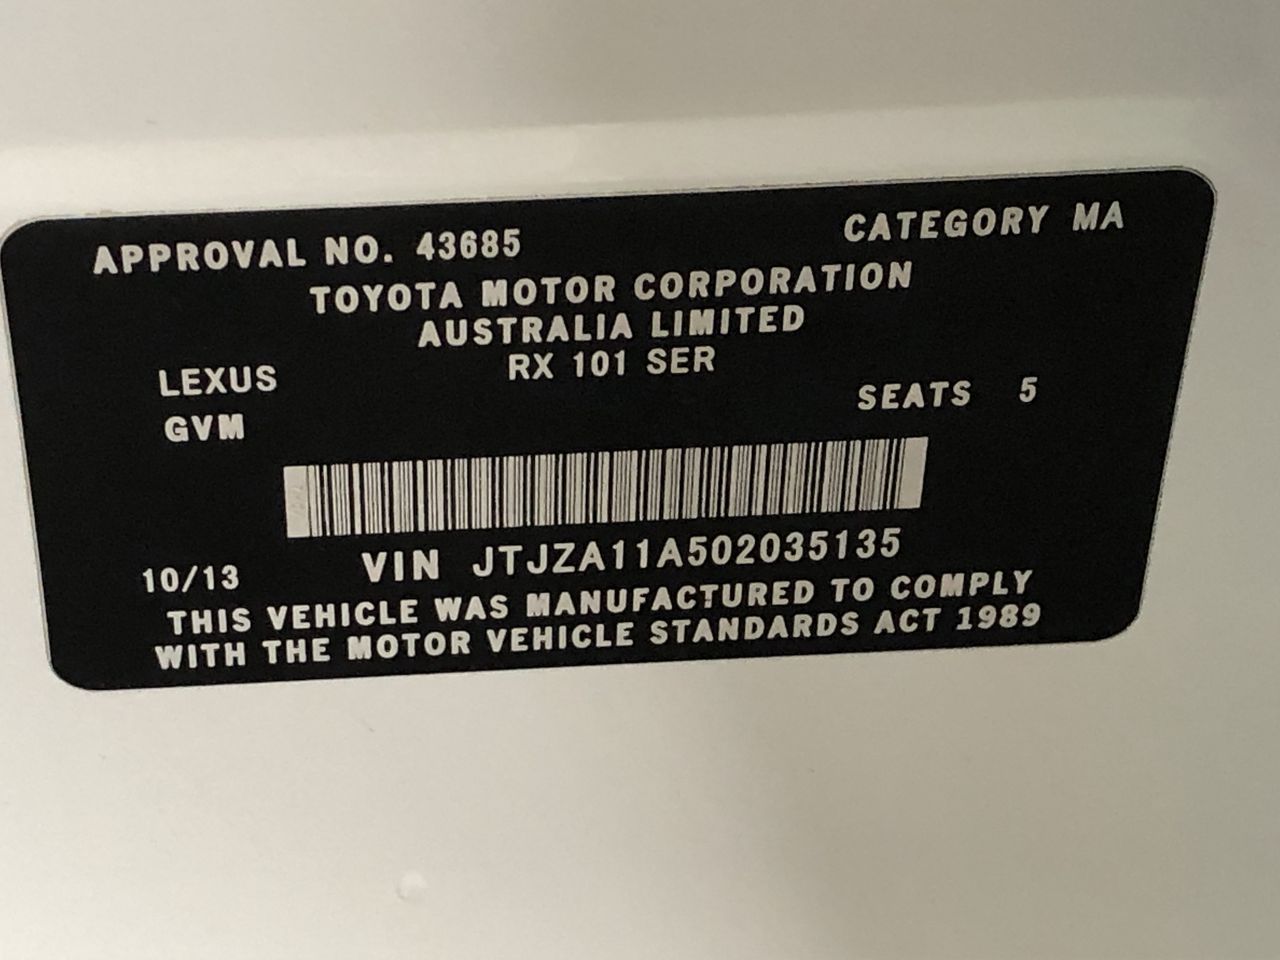 APPROVAL NO. 43685 CATEGORY MA
TOYOTA MOTOR CORPORATION
AUSTRALIA LIMITED
RX 101 SER
LEXUS
GVM
SEATS 5
VIN JTJZA11A502035135
10/13
THIS VEHICLE WAS MANUFACTURED TO COMPLY
WITH THE MOTOR VEHICLE STANDARDS ACT 1989